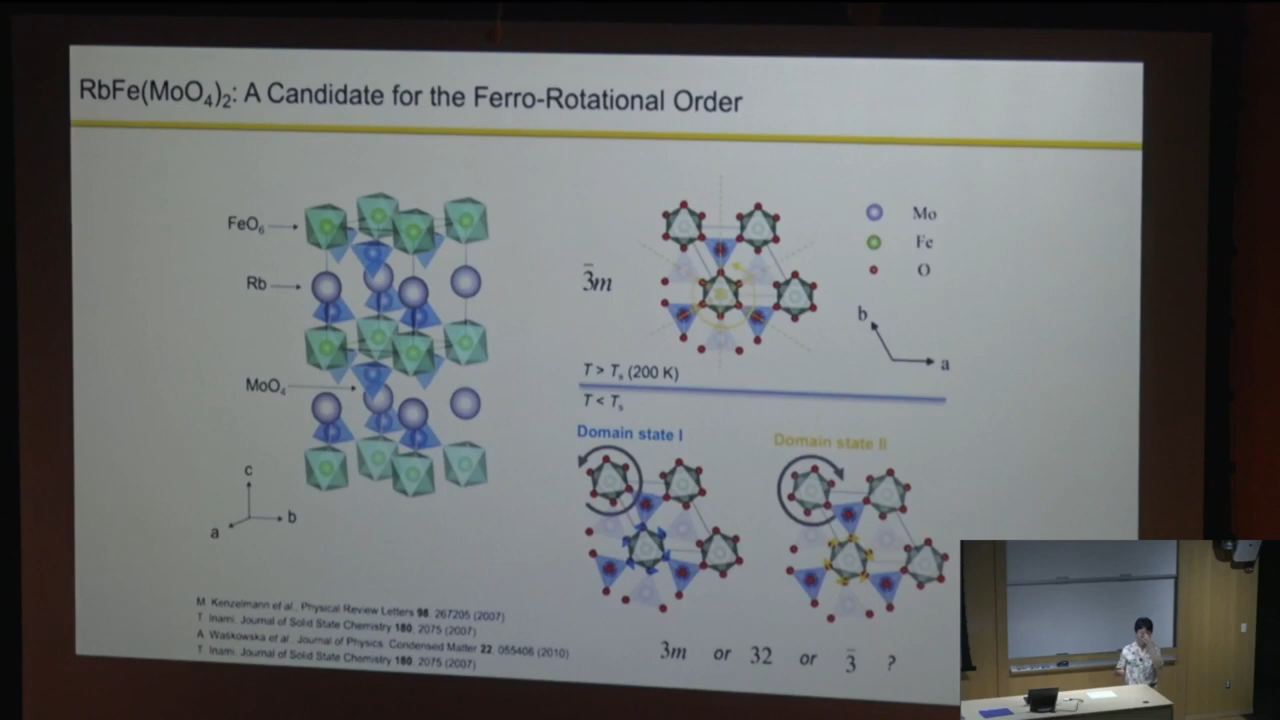 RbFe(MoO₄)₂: A Candidate for the Ferro-Rotational Order
FeO₆
Rb
MoO₄
c
b
a
3̅m
Mo
Fe
O
b
a
T > Tₛ (200 K)
T < Tₛ
Domain state I
Domain state II
3m or 32 or 3̅ ?
M. Kenzelmann et al., Physical Review Letters 98, 267205 (2007)
T. Inami. Journal of Solid State Chemistry 180, 2075 (2007)
A. Waśkowska et al. Journal of Physics: Condensed Matter 22, 055406 (2010)
T. Inami. Journal of Solid State Chemistry 180, 2075 (2007)